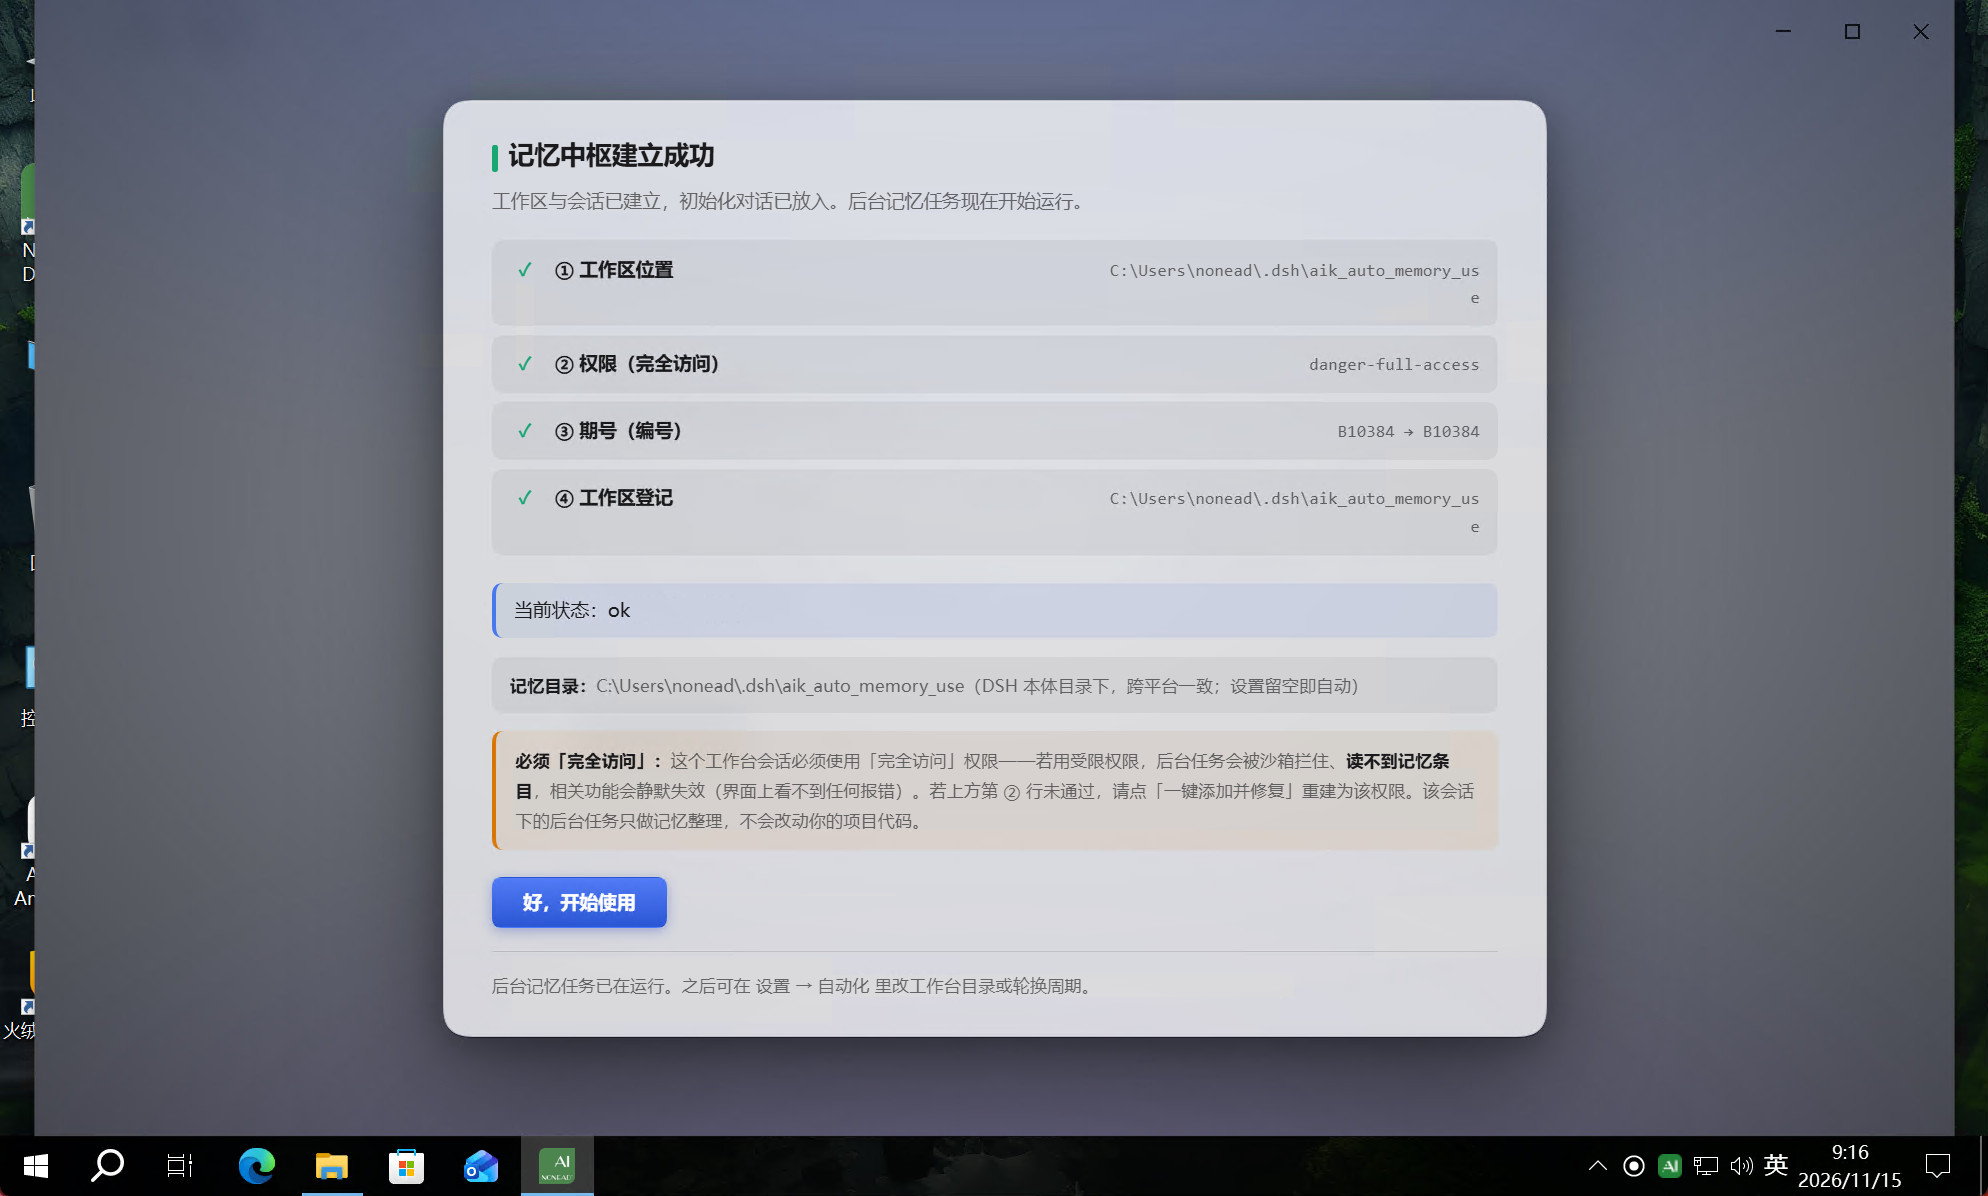 记忆中枢建立成功
工作区与会话已建立，初始化对话已放入。后台记忆任务现在开始运行。
✓ ① 工作区位置 C:\Users\nonead\.dsh\aik_auto_memory_us
e
✓ ② 权限（完全访问） danger-full-access
✓ ③ 期号（编号） B10384 → B10384
✓ ④ 工作区登记 C:\Users\nonead\.dsh\aik_auto_memory_us
e
当前状态：ok
记忆目录：C:\Users\nonead\.dsh\aik_auto_memory_use（DSH 本体目录下，跨平台一致；设置留空即自动）
必须「完全访问」：这个工作台会话必须使用「完全访问」权限——若用受限权限，后台任务会被沙箱拦住、读不到记忆条
目，相关功能会静默失效（界面上看不到任何报错）。若上方第 ② 行未通过，请点「一键添加并修复」重建为该权限。该会话
下的后台任务只做记忆整理，不会改动你的项目代码。
好，开始使用
后台记忆任务已在运行。之后可在 设置 → 自动化 里改工作台目录或轮换周期。
N
D
控
A
An
火绒
AI
NONEAD
AI
英
9:16
2026/11/15